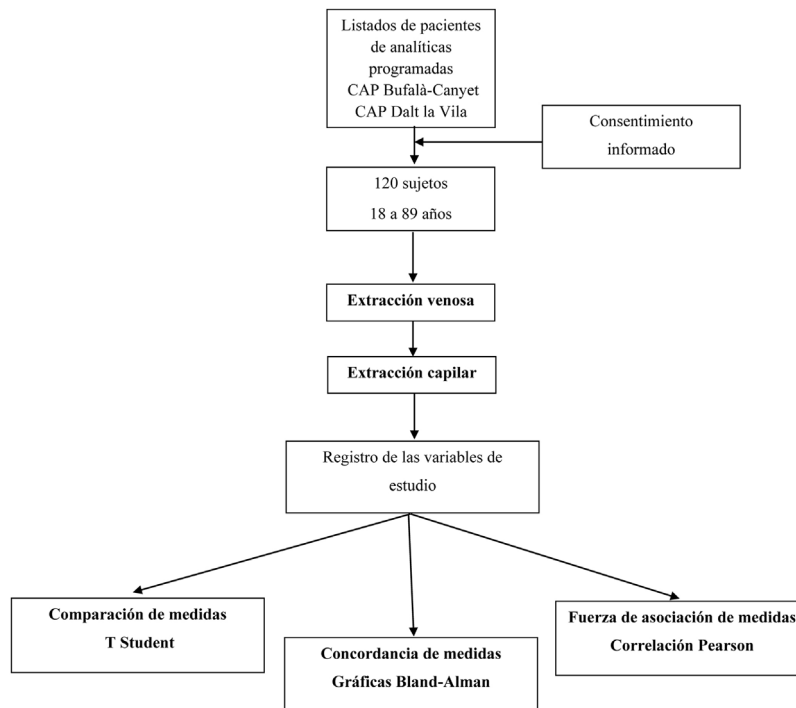 Listados de pacientes
de analíticas
programadas
CAP Bufalà-Canyet
CAP Dalt la Vila
Consentimiento
informado
120 sujetos
18 a 89 años
Extracción venosa
Extracción capilar
Registro de las variables de
estudio
Comparación de medidas
T Student
Concordancia de medidas
Gráficas Bland-Alman
Fuerza de asociación de medidas
Correlación Pearson